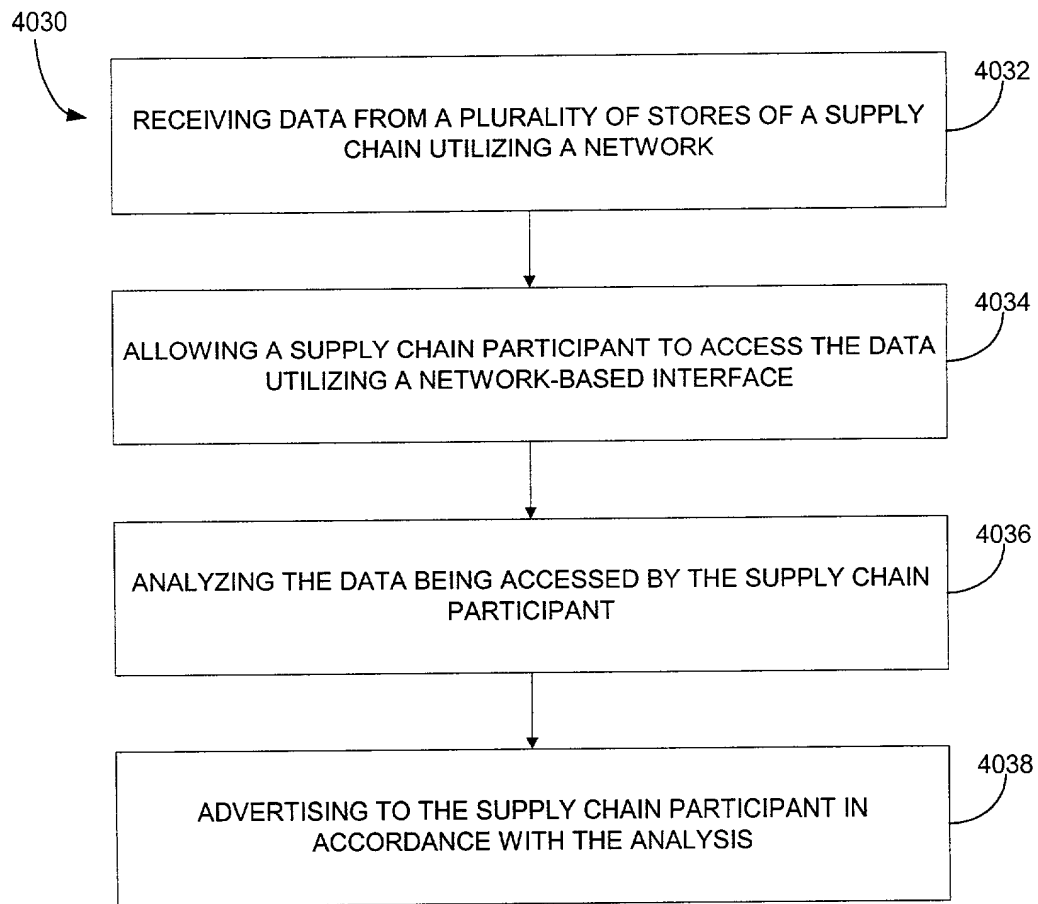 4030
4032
RECEIVING DATA FROM A PLURALITY OF STORES OF A SUPPLY
CHAIN UTILIZING A NETWORK
4034
ALLOWING A SUPPLY CHAIN PARTICIPANT TO ACCESS THE DATA
UTILIZING A NETWORK-BASED INTERFACE
4036
ANALYZING THE DATA BEING ACCESSED BY THE SUPPLY CHAIN
PARTICIPANT
4038
ADVERTISING TO THE SUPPLY CHAIN PARTICIPANT IN
ACCORDANCE WITH THE ANALYSIS